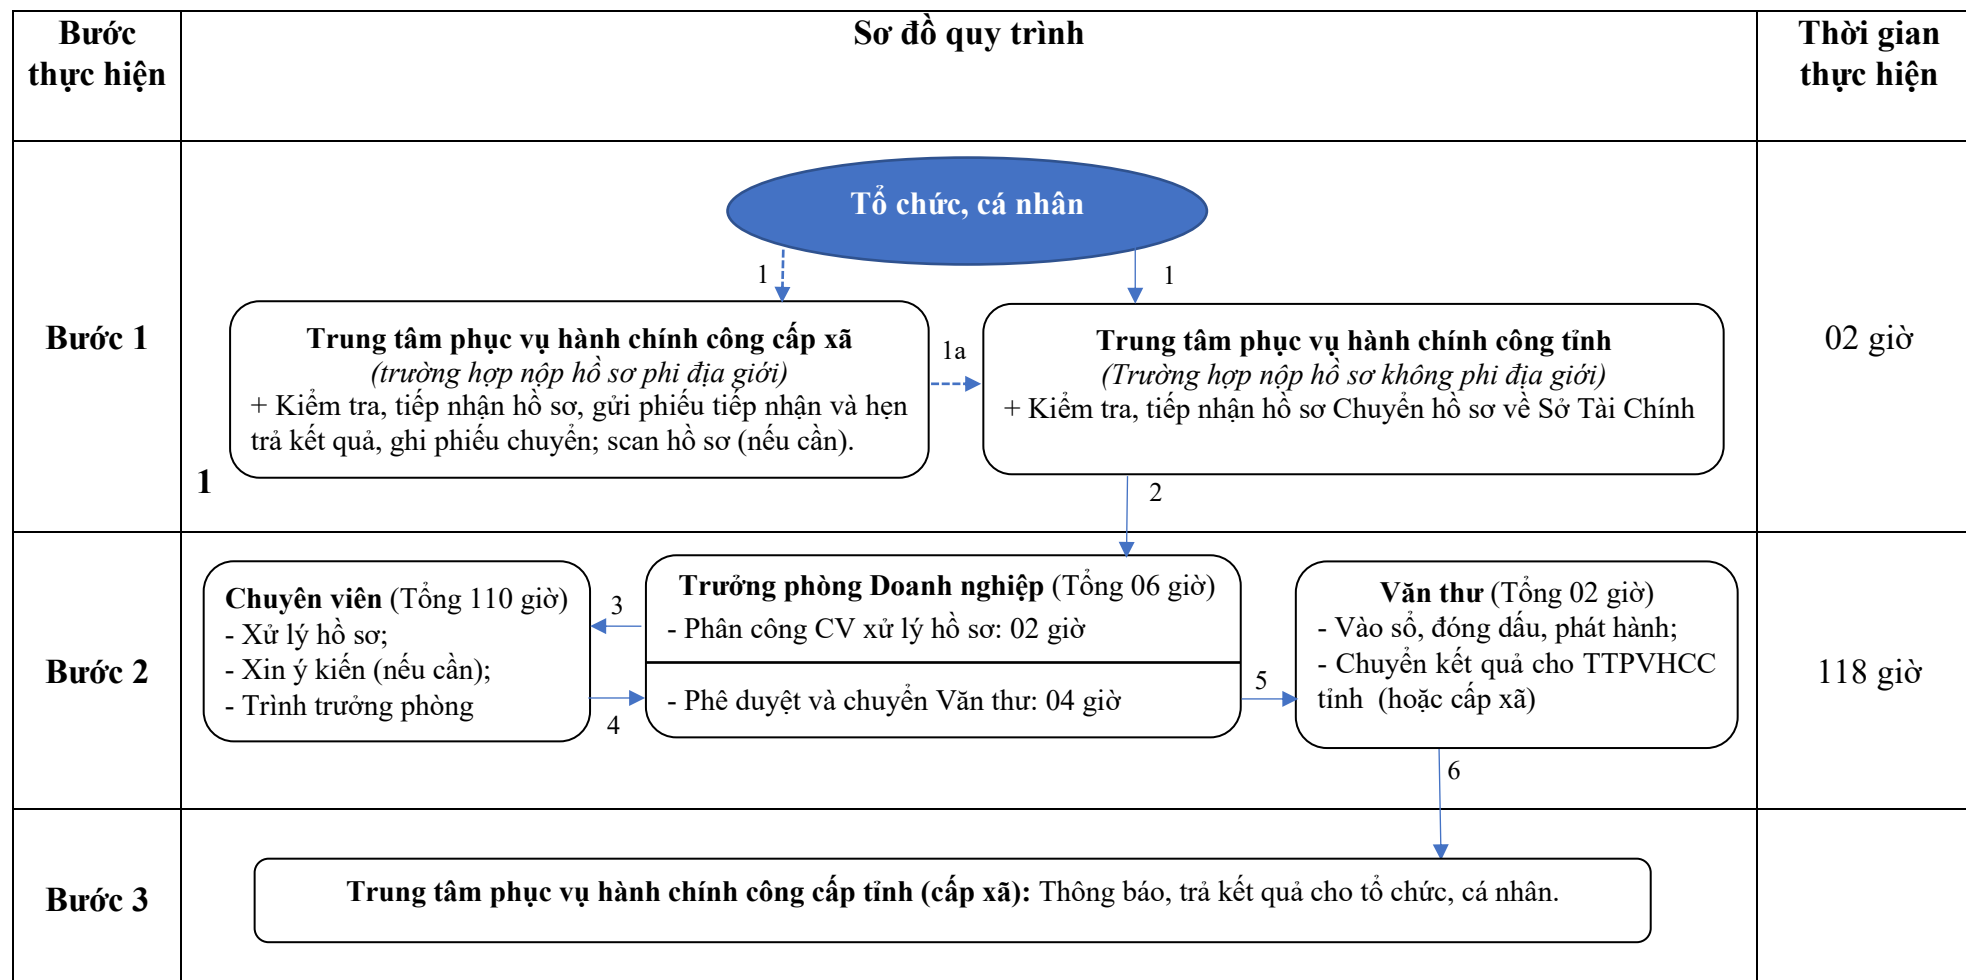 Bước
thực hiện
Sơ đồ quy trình
Thời gian
thực hiện
Bước 1
Tổ chức, cá nhân
1
1
Trung tâm phục vụ hành chính công cấp xã
(trường hợp nộp hồ sơ phi địa giới)
+ Kiểm tra, tiếp nhận hồ sơ, gửi phiếu tiếp nhận và hẹn
trả kết quả, ghi phiếu chuyển; scan hồ sơ (nếu cần).
1a
Trung tâm phục vụ hành chính công tỉnh
(Trường hợp nộp hồ sơ không phi địa giới)
+ Kiểm tra, tiếp nhận hồ sơ Chuyển hồ sơ về Sở Tài Chính
02 giờ
1
2
Bước 2
Chuyên viên (Tổng 110 giờ)
- Xử lý hồ sơ;
- Xin ý kiến (nếu cần);
- Trình trưởng phòng
3
4
Trưởng phòng Doanh nghiệp (Tổng 06 giờ)
- Phân công CV xử lý hồ sơ: 02 giờ
- Phê duyệt và chuyển Văn thư: 04 giờ
5
Văn thư (Tổng 02 giờ)
- Vào sổ, đóng dấu, phát hành;
- Chuyển kết quả cho TTPVHCC
tỉnh (hoặc cấp xã)
118 giờ
6
Bước 3
Trung tâm phục vụ hành chính công cấp tỉnh (cấp xã): Thông báo, trả kết quả cho tổ chức, cá nhân.